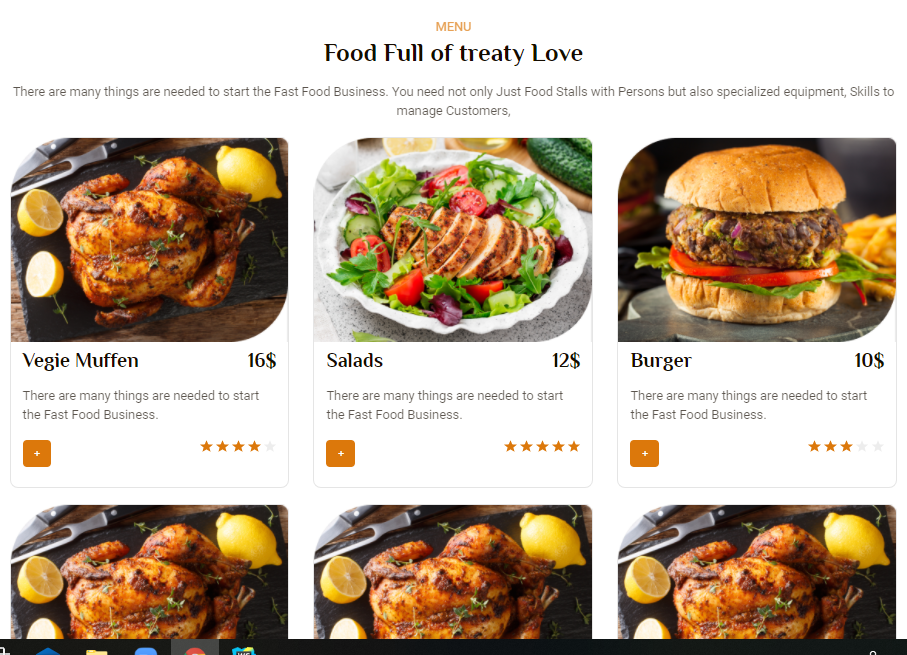 MENU
Food Full of treaty Love
There are many things are needed to start the Fast Food Business. You need not only Just Food Stalls with Persons but also specialized equipment, Skills to
manage Customers,
Vegie Muffen 16$
There are many things are needed to start
the Fast Food Business.
+
Salads 12$
There are many things are needed to start
the Fast Food Business.
+
Burger 10$
There are many things are needed to start
the Fast Food Business.
+